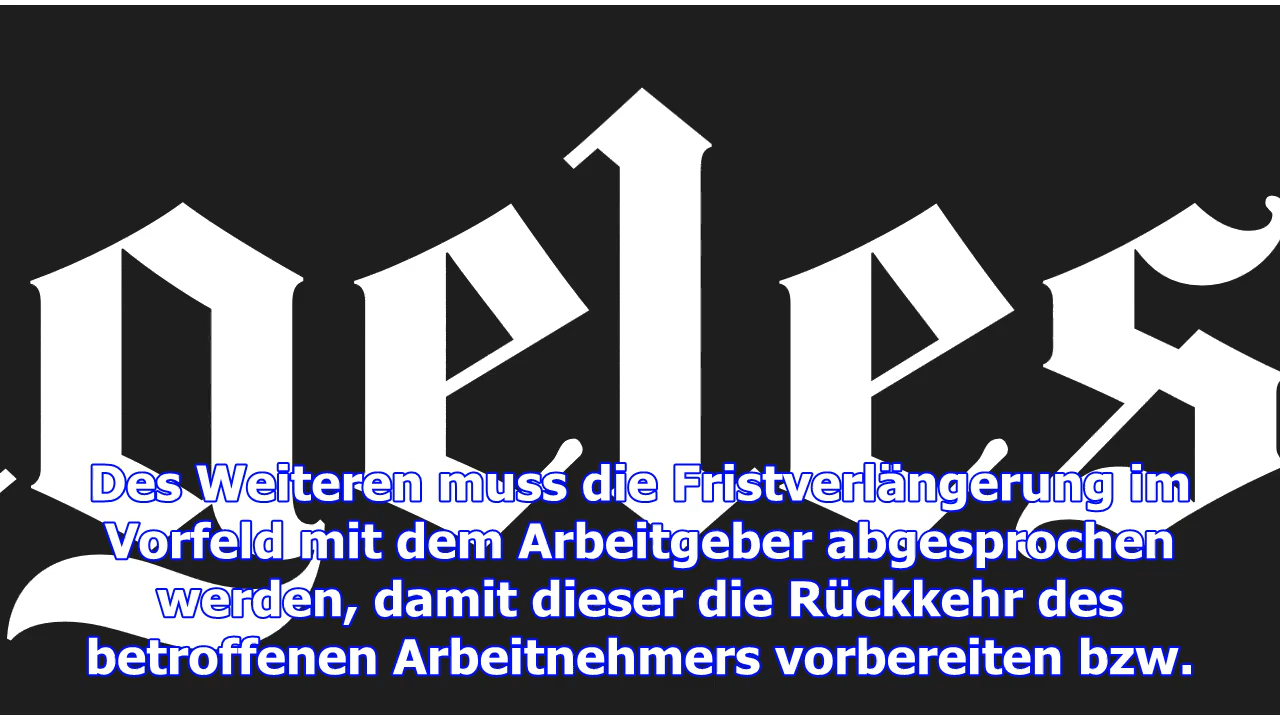 geles
Des Weiteren muss die Fristverlängerung im
Vorfeld mit dem Arbeitgeber abgesprochen
werden, damit dieser die Rückkehr des
betroffenen Arbeitnehmers vorbereiten bzw.